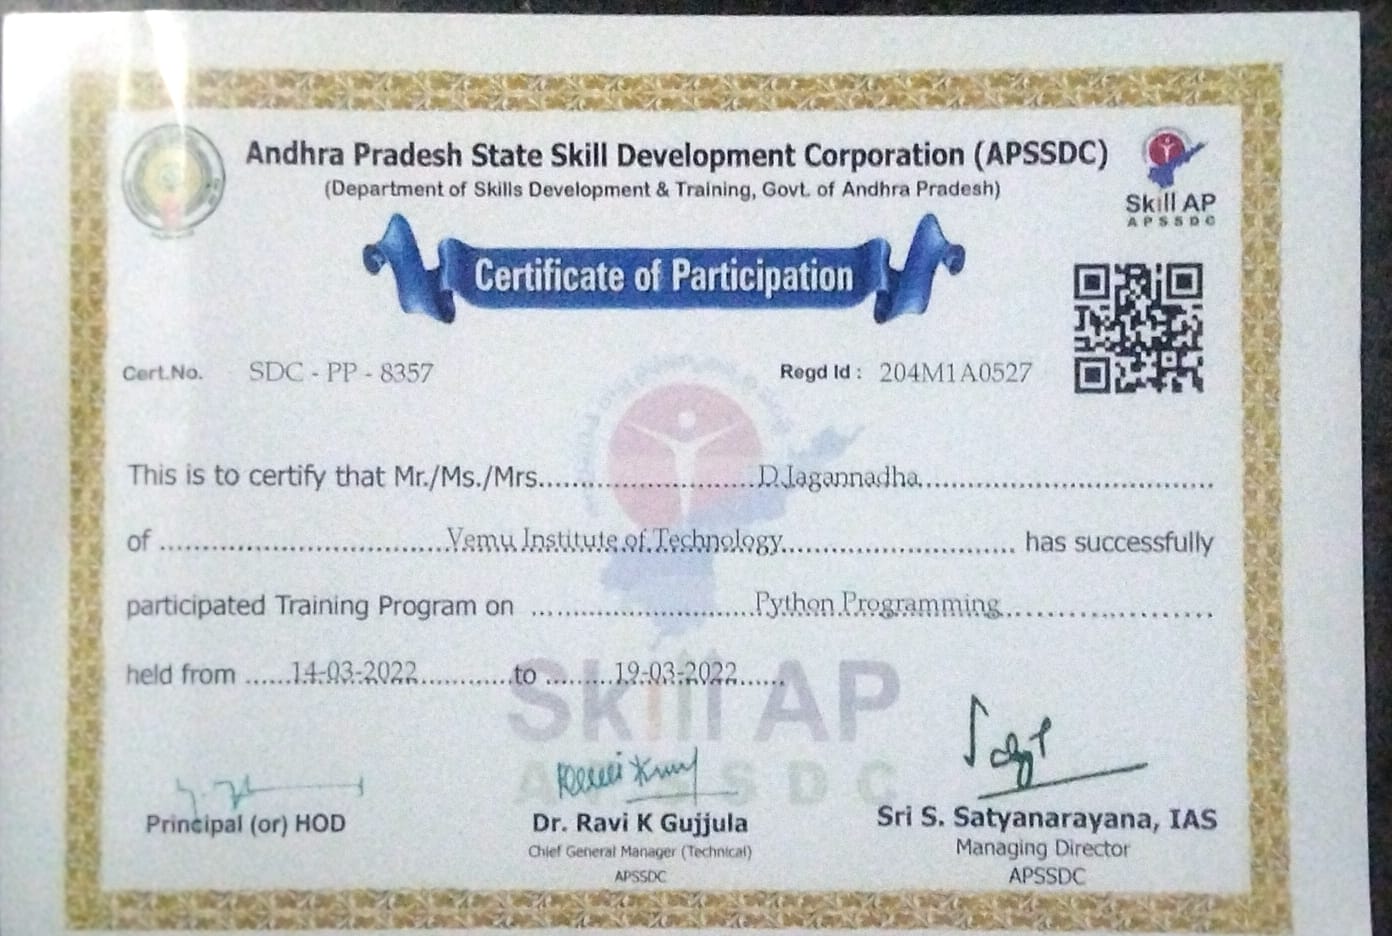 Andhra Pradesh State Skill Development Corporation (APSSDC)
(Department of Skills Development & Training, Govt. of Andhra Pradesh)
Skill AP
APSSDC
Certificate of Participation
Cert.No. SDC - PP - 8357 Regd Id : 204M1A0527
This is to certify that Mr./Ms./Mrs.........................D.Jagannadha..................................
of .................................Vemu Institute of Technology........................... has successfully
participated Training Program on ..........................Python Programming.........................
held from ......14-03-2022...........to .........19-03-2022......
Skill AP
APSSDC
Principal (or) HOD
Dr. Ravi K Gujjula
Chief General Manager (Technical)
APSSDC
Sri S. Satyanarayana, IAS
Managing Director
APSSDC